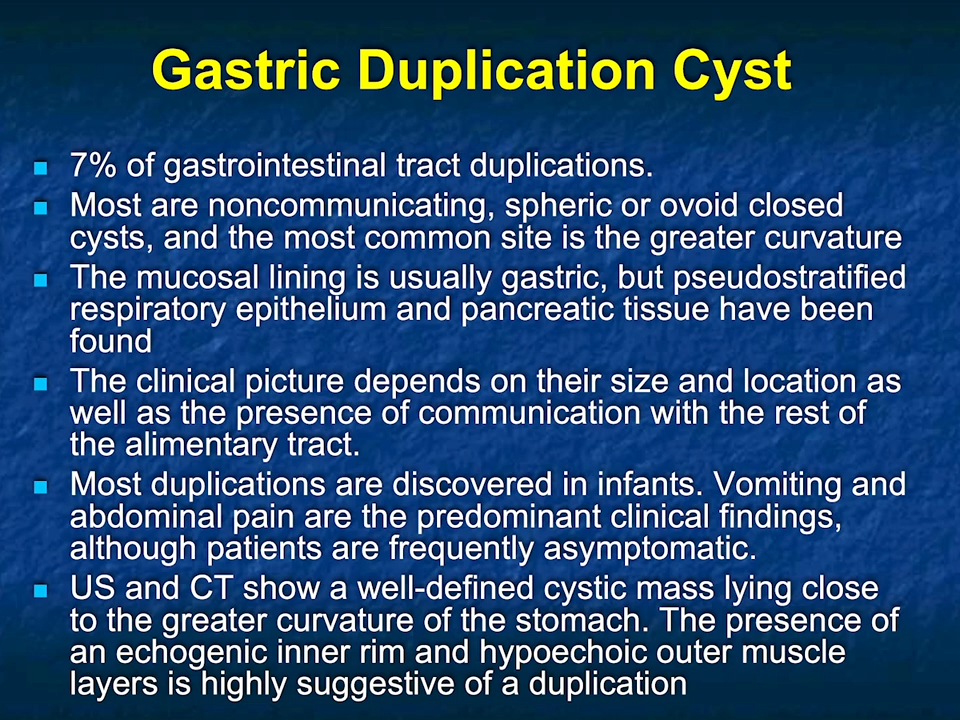 Gastric Duplication Cyst
7% of gastrointestinal tract duplications.
Most are noncommunicating, spheric or ovoid closed
cysts, and the most common site is the greater curvature
The mucosal lining is usually gastric, but pseudostratified
respiratory epithelium and pancreatic tissue have been
found
The clinical picture depends on their size and location as
well as the presence of communication with the rest of
the alimentary tract.
Most duplications are discovered in infants. Vomiting and
abdominal pain are the predominant clinical findings,
although patients are frequently asymptomatic.
US and CT show a well-defined cystic mass lying close
to the greater curvature of the stomach. The presence of
an echogenic inner rim and hypoechoic outer muscle
layers is highly suggestive of a duplication